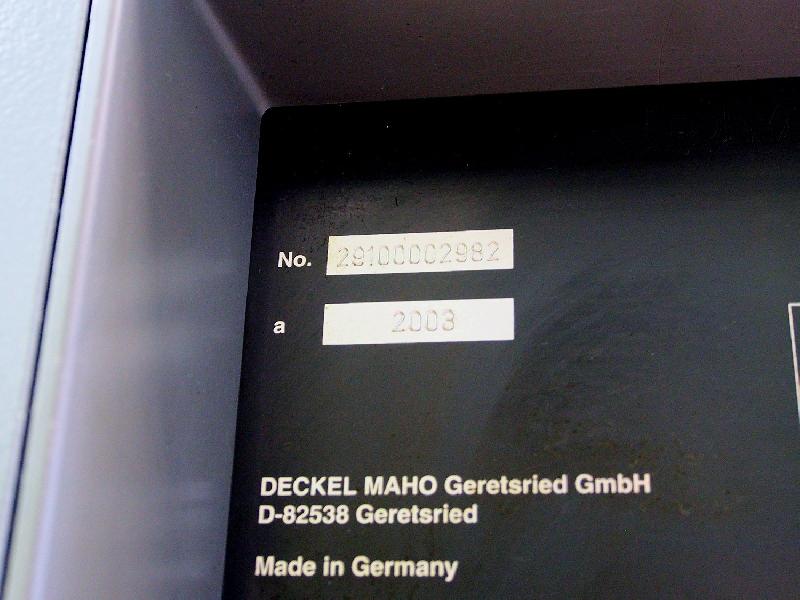 No. 29100002982
a 2003
DECKEL MAHO Geretsried GmbH
D-82538 Geretsried
Made in Germany